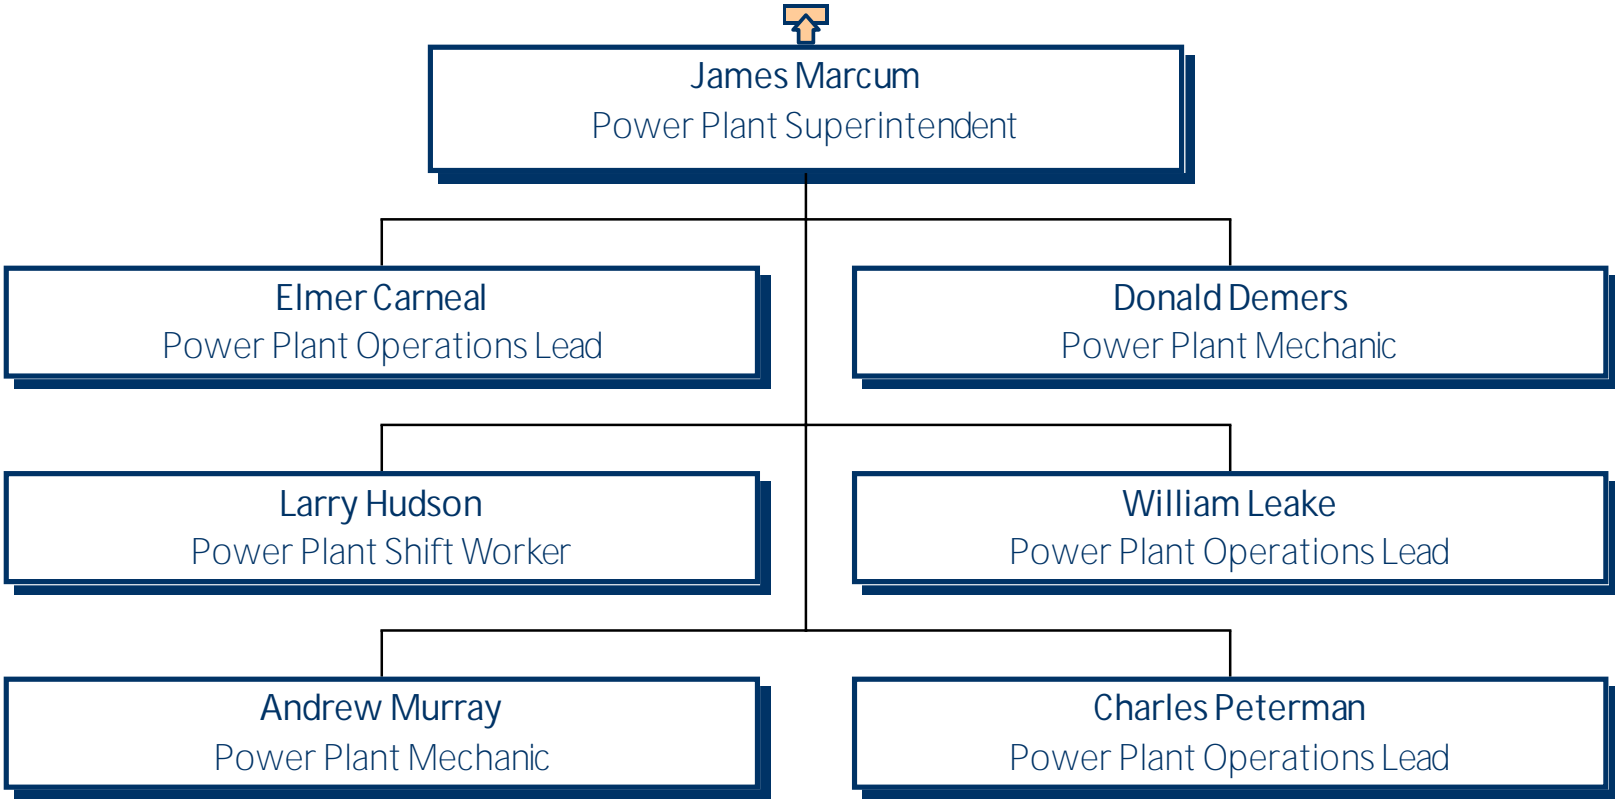 James Marcum
Power Plant Superintendent
Elmer Carneal
Power Plant Operations Lead
Donald Demers
Power Plant Mechanic
Larry Hudson
Power Plant Shift Worker
William Leake
Power Plant Operations Lead
Andrew Murray
Power Plant Mechanic
Charles Peterman
Power Plant Operations Lead